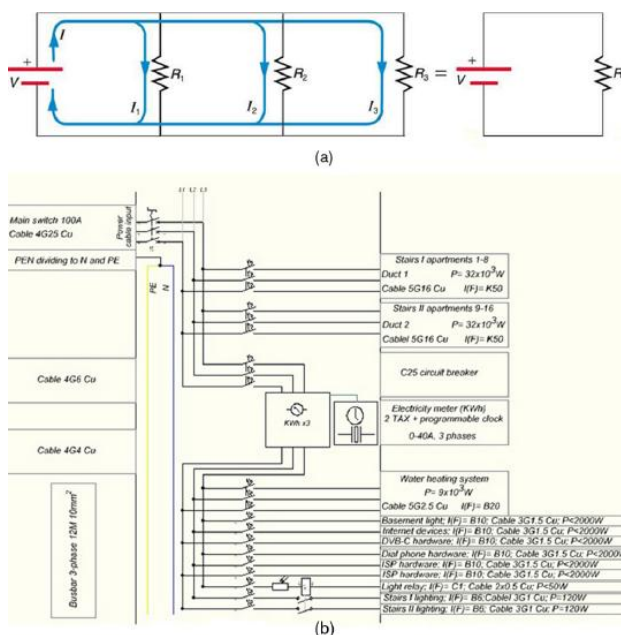 I
+
V
R1
R2
R3
=
+
V
R
I1
I2
I3
(a)
L1 L2 L3
Main switch 100A
Cable 4G25 Cu
Power
cable input
PEN dividing to N and PE
PE
N
Stairs I apartments 1-8
Duct 1 P= 32x10^-3W
Cable 5G16 Cu I(F)= K50
Stairs II apartments 9-16
Duct 2 P= 32x10^-3W
Cablel 5G16 Cu I(F)= K50
Cable 4G6 Cu
C25 circuit breaker
KWh x3
Electricity meter (KWh)
2 TAX + programmable clock
0-40A, 3 phases
Cable 4G4 Cu
Water heating system
P= 9x10^-3W
Cable 5G2.5 Cu I(F)= B20
Busbar 3-phase 12M 10mm²
Basement light; I(F)= B10; Cable 3G1.5 Cu; P<2000W
Internet devices; I(F)= B10; Cable 3G1.5 Cu; P<2000W
DVB-C hardware; I(F)= B10; Cable 3G1.5 Cu; P<2000W
Dial phone hardware; I(F)= B10; Cable 3G1.5 Cu; P<2000W
ISP hardware; I(F)= B10; Cable 3G1.5 Cu; P<2000W
ISP hardware; I(F)= B10; Cable 3G1.5 Cu; P<2000W
Light relay; I(F)= C1; Cable 2x0.5 Cu; P<50W
Stairs I lighting; I(F)= B6; Cablel 3G1 Cu; P=120W
Stairs II lighting; I(F)= B6; Cablel 3G1 Cu; P=120W
(b)